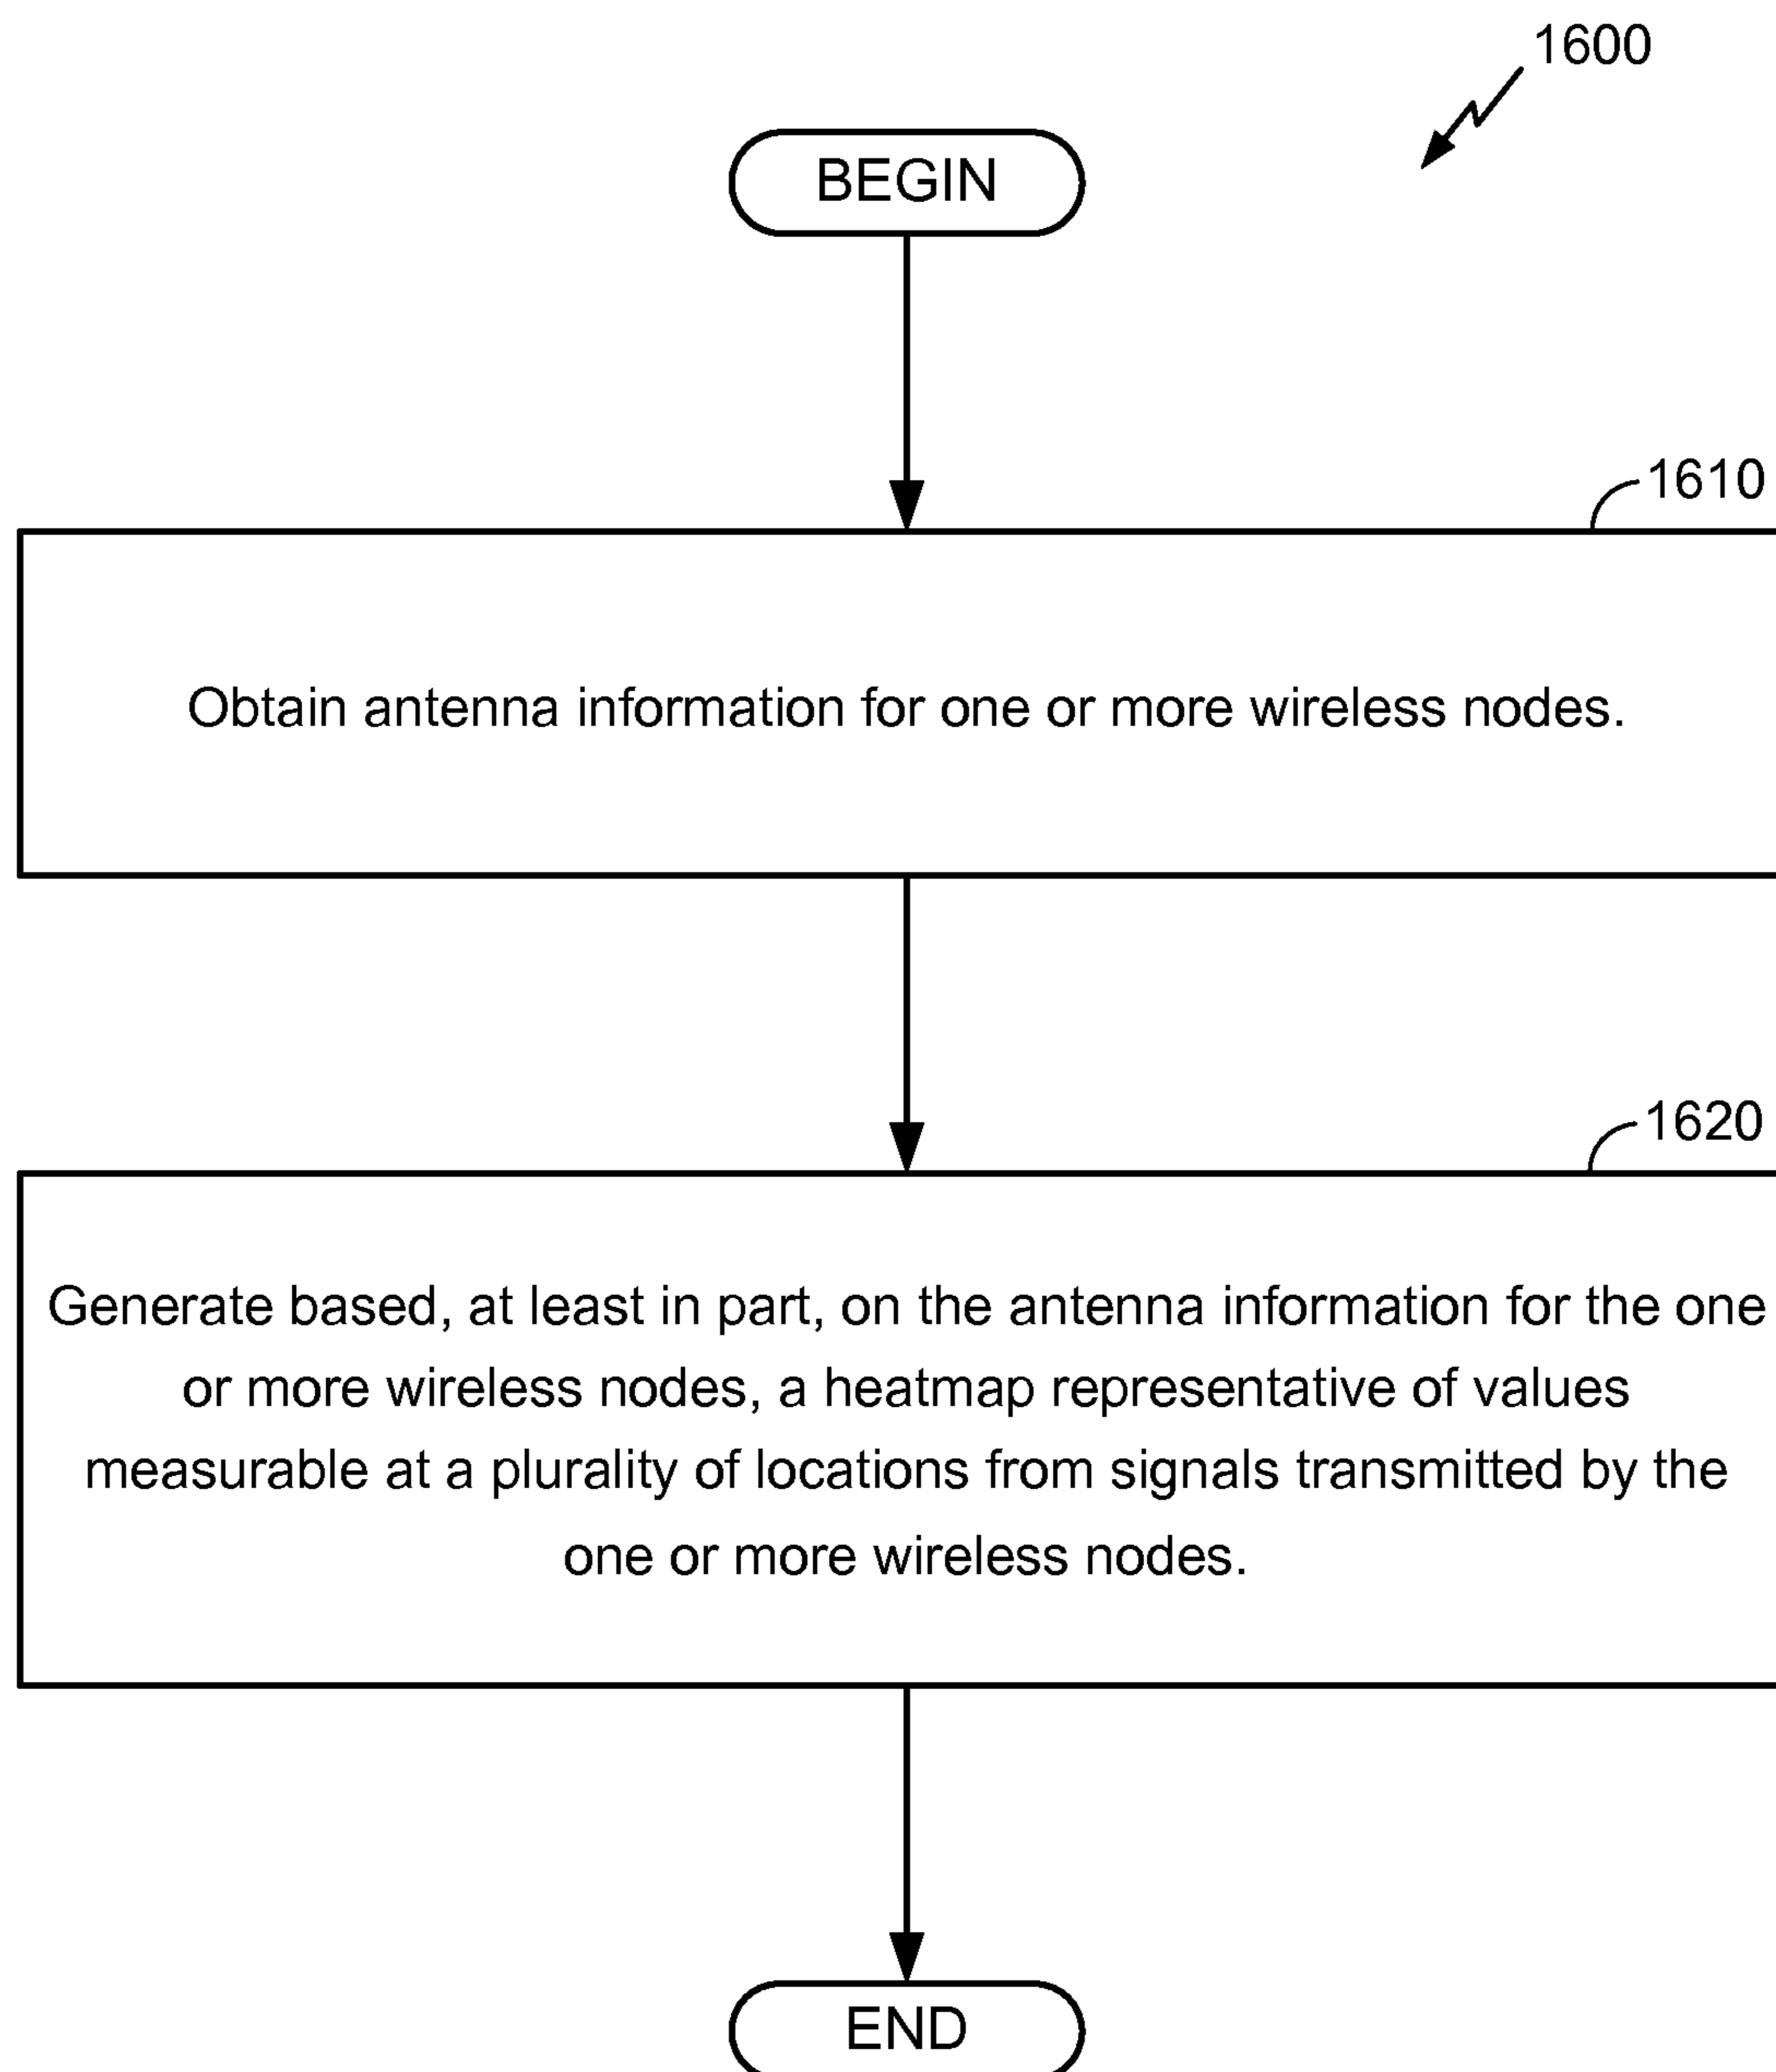 1600
BEGIN
1610
Obtain antenna information for one or more wireless nodes.
1620
Generate based, at least in part, on the antenna information for the one
or more wireless nodes, a heatmap representative of values
measurable at a plurality of locations from signals transmitted by the
one or more wireless nodes.
END